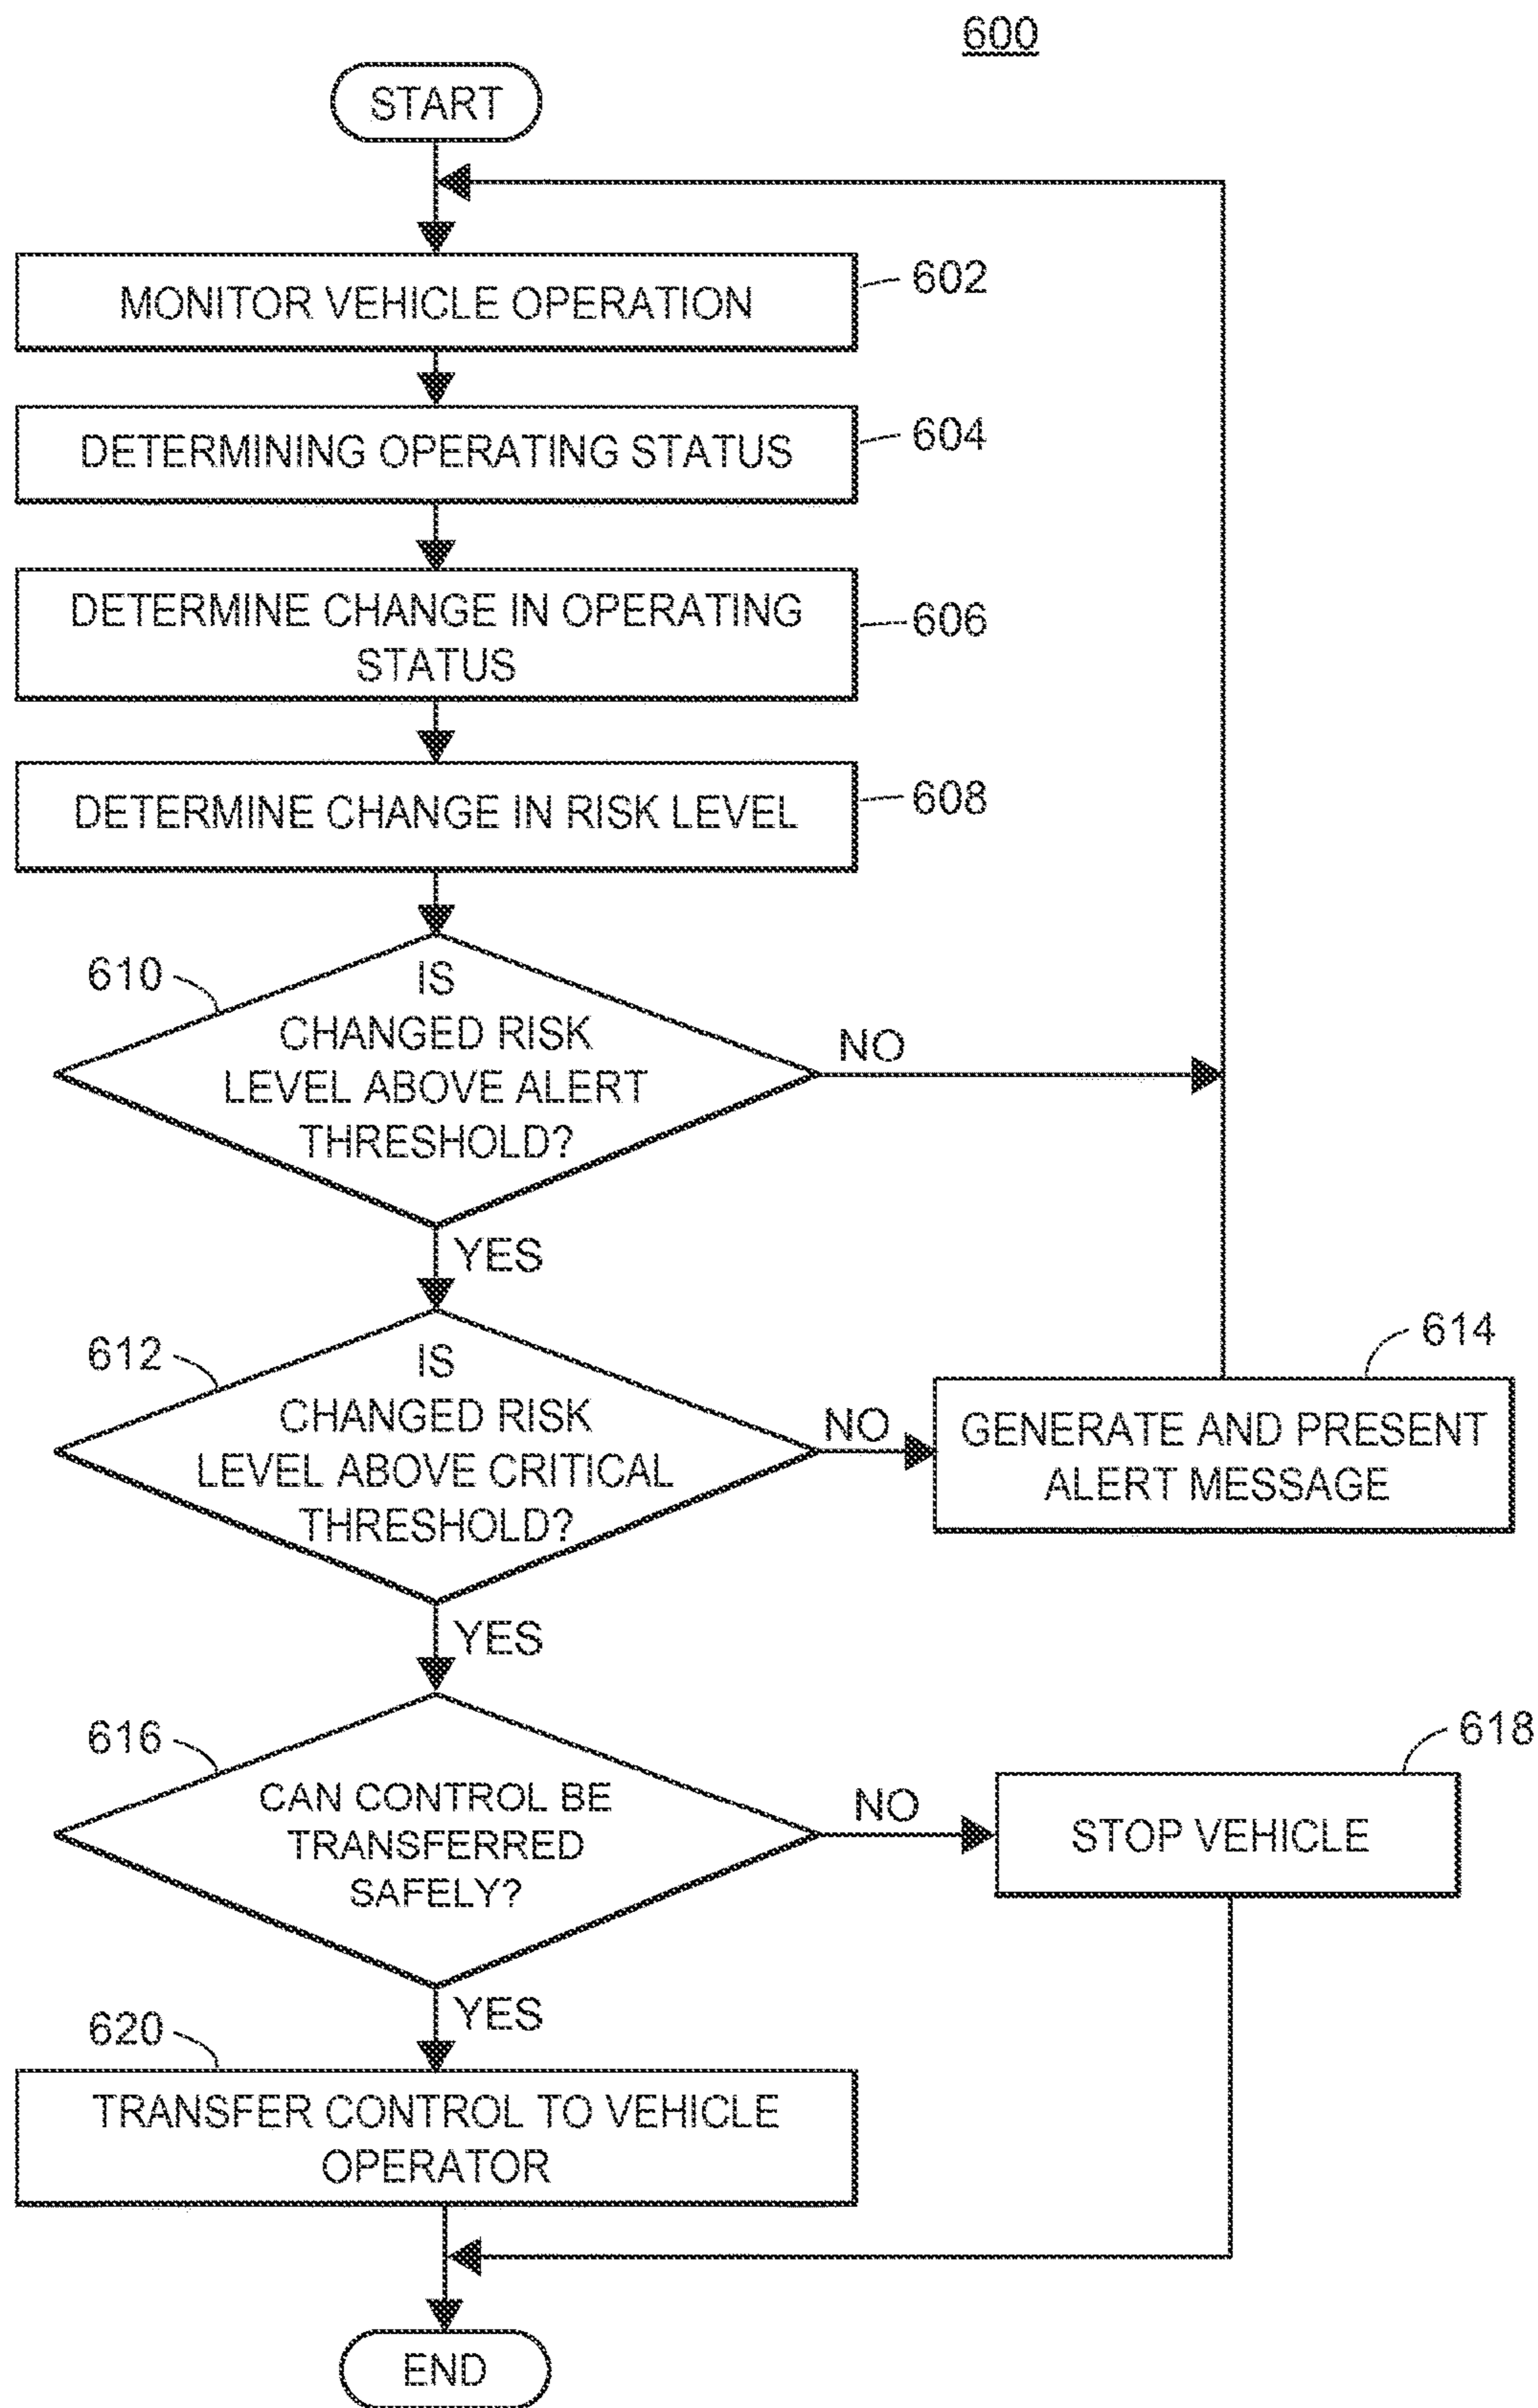 600
START
MONITOR VEHICLE OPERATION
602
DETERMINING OPERATING STATUS
604
DETERMINE CHANGE IN OPERATING
STATUS
606
DETERMINE CHANGE IN RISK LEVEL
608
610
IS
CHANGED RISK
LEVEL ABOVE ALERT
THRESHOLD?
NO
YES
612
IS
CHANGED RISK
LEVEL ABOVE CRITICAL
THRESHOLD?
NO
614
GENERATE AND PRESENT
ALERT MESSAGE
YES
616
CAN CONTROL BE
TRANSFERRED
SAFELY?
NO
618
STOP VEHICLE
YES
620
TRANSFER CONTROL TO VEHICLE
OPERATOR
END